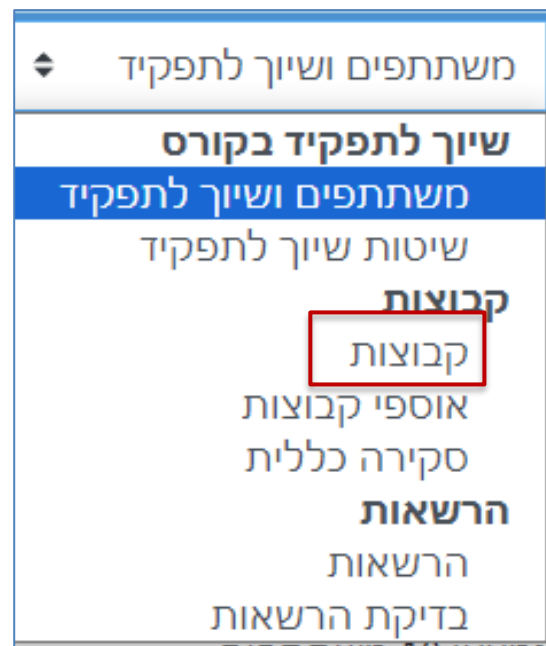 משתתפים ושיוך לתפקיד
שיוך לתפקיד בקורס
משתתפים ושיוך לתפקיד
שיטות שיוך לתפקיד
קבוצות
קבוצות
אוספי קבוצות
סקירה כללית
הרשאות
הרשאות
בדיקת הרשאות